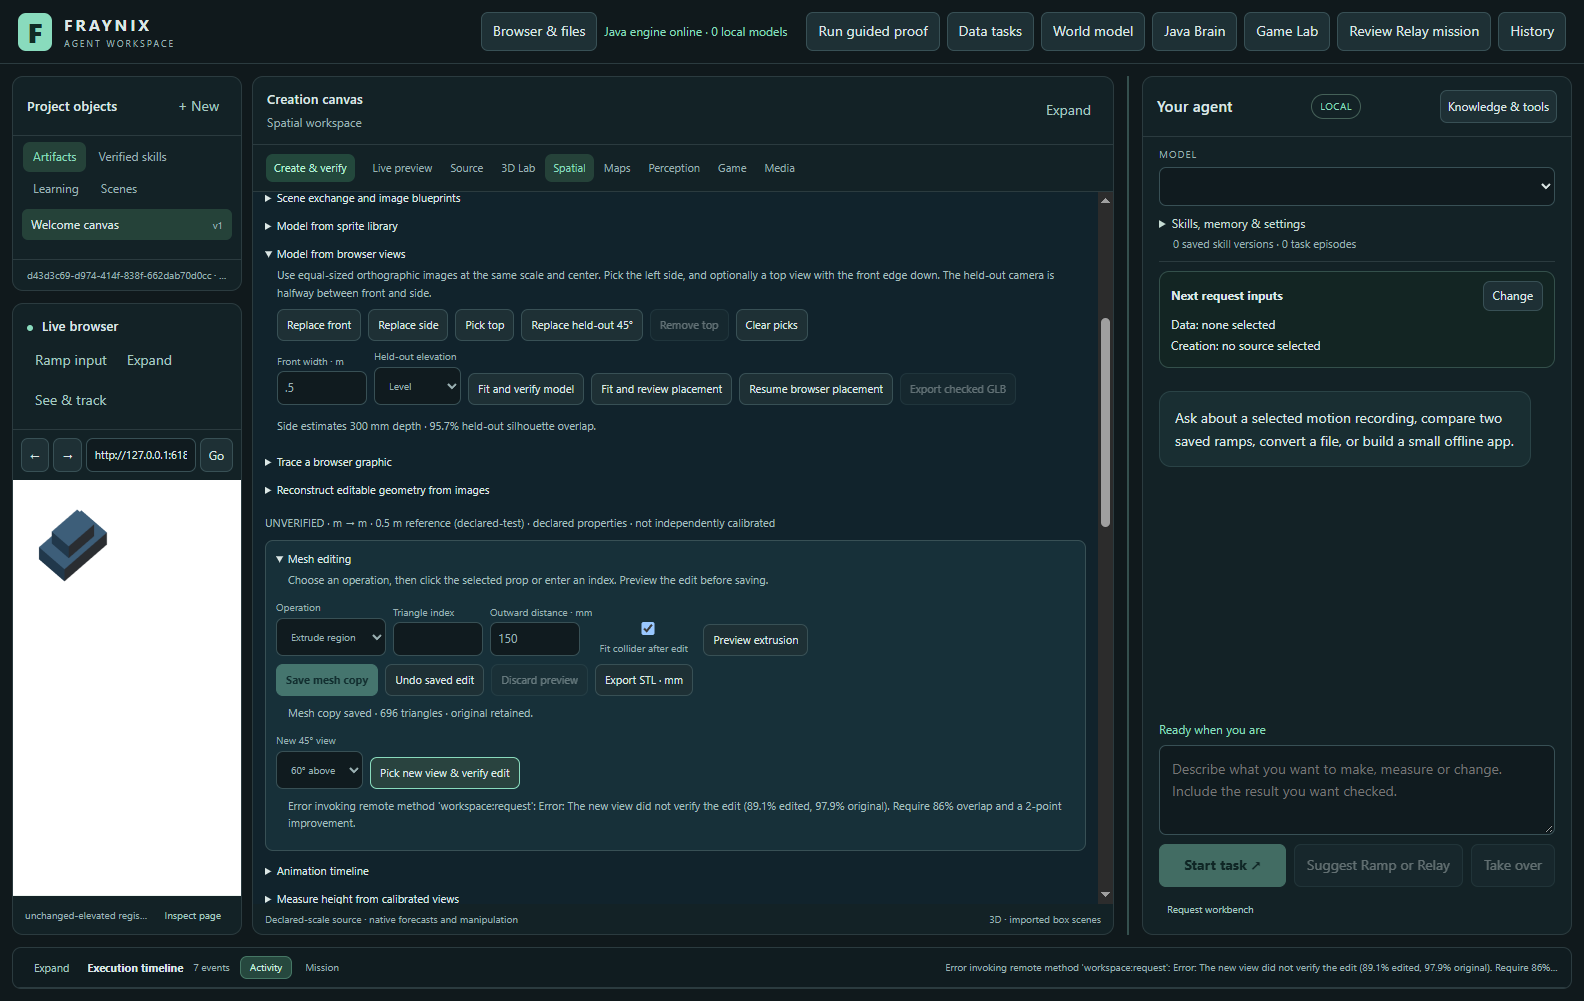 F
FRAYNIX
AGENT WORKSPACE
Browser & files
Java engine online · 0 local models
Run guided proof
Data tasks
World model
Java Brain
Game Lab
Review Relay mission
History
Project objects
+ New
Artifacts
Verified skills
Learning
Scenes
Welcome canvas
v1
d43d3c69-d974-414f-838f-662dab70d0cc · ...
Live browser
Ramp input
Expand
See & track
←
→
http://127.0.0.1:618
Go
unchanged-elevated regis...
Inspect page
Creation canvas
Spatial workspace
Expand
Create & verify
Live preview
Source
3D Lab
Spatial
Maps
Perception
Game
Media
Scene exchange and image blueprints
Model from sprite library
Model from browser views
Use equal-sized orthographic images at the same scale and center. Pick the left side, and optionally a top view with the front edge down. The held-out camera is
halfway between front and side.
Replace front
Replace side
Pick top
Replace held-out 45°
Remove top
Clear picks
Front width · m
Held-out elevation
.5
Level
Fit and verify model
Fit and review placement
Resume browser placement
Export checked GLB
Side estimates 300 mm depth · 95.7% held-out silhouette overlap.
Trace a browser graphic
Reconstruct editable geometry from images
UNVERIFIED · m → m · 0.5 m reference (declared-test) · declared properties · not independently calibrated
Mesh editing
Choose an operation, then click the selected prop or enter an index. Preview the edit before saving.
Operation
Triangle index
Outward distance · mm
Extrude region
150
Fit collider after edit
Preview extrusion
Save mesh copy
Undo saved edit
Discard preview
Export STL · mm
Mesh copy saved · 696 triangles · original retained.
New 45° view
60° above
Pick new view & verify edit
Error invoking remote method 'workspace:request': Error: The new view did not verify the edit (89.1% edited, 97.9% original). Require 86% overlap and a 2-point
improvement.
Animation timeline
Measure height from calibrated views
Declared-scale source · native forecasts and manipulation
3D · imported box scenes
Your agent
LOCAL
Knowledge & tools
MODEL
Skills, memory & settings
0 saved skill versions · 0 task episodes
Next request inputs
Change
Data: none selected
Creation: no source selected
Ask about a selected motion recording, compare two
saved ramps, convert a file, or build a small offline app.
Ready when you are
Describe what you want to make, measure or change.
Include the result you want checked.
Start task ↗
Suggest Ramp or Relay
Take over
Request workbench
Expand
Execution timeline
7 events
Activity
Mission
Error invoking remote method 'workspace:request': Error: The new view did not verify the edit (89.1% edited, 97.9% original). Require 86%...